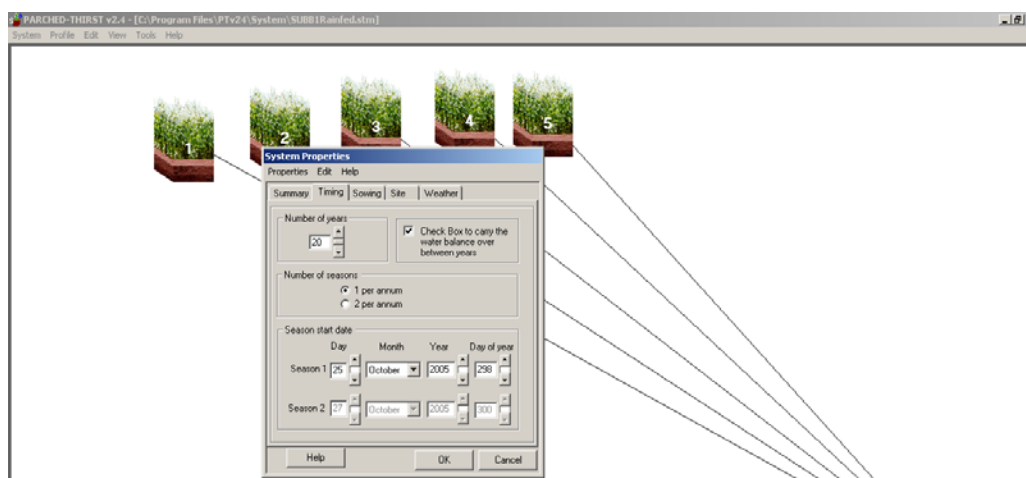 PARCHED-THIRST v2.4 - [C:\Program Files\PTv24\System\SUBB1Rainfed.stm]
System Profile Edit View Tools Help
1 2 3 4 5
System Properties
Properties Edit Help
Summary Timing Sowing Site Weather
Number of years
20
Check Box to carry the
water balance over
between years
Number of seasons
1 per annum
2 per annum
Season start date
Day Month Year Day of year
Season 1 25 October 2005 298
Season 2 27 October 2005 300
Help OK Cancel